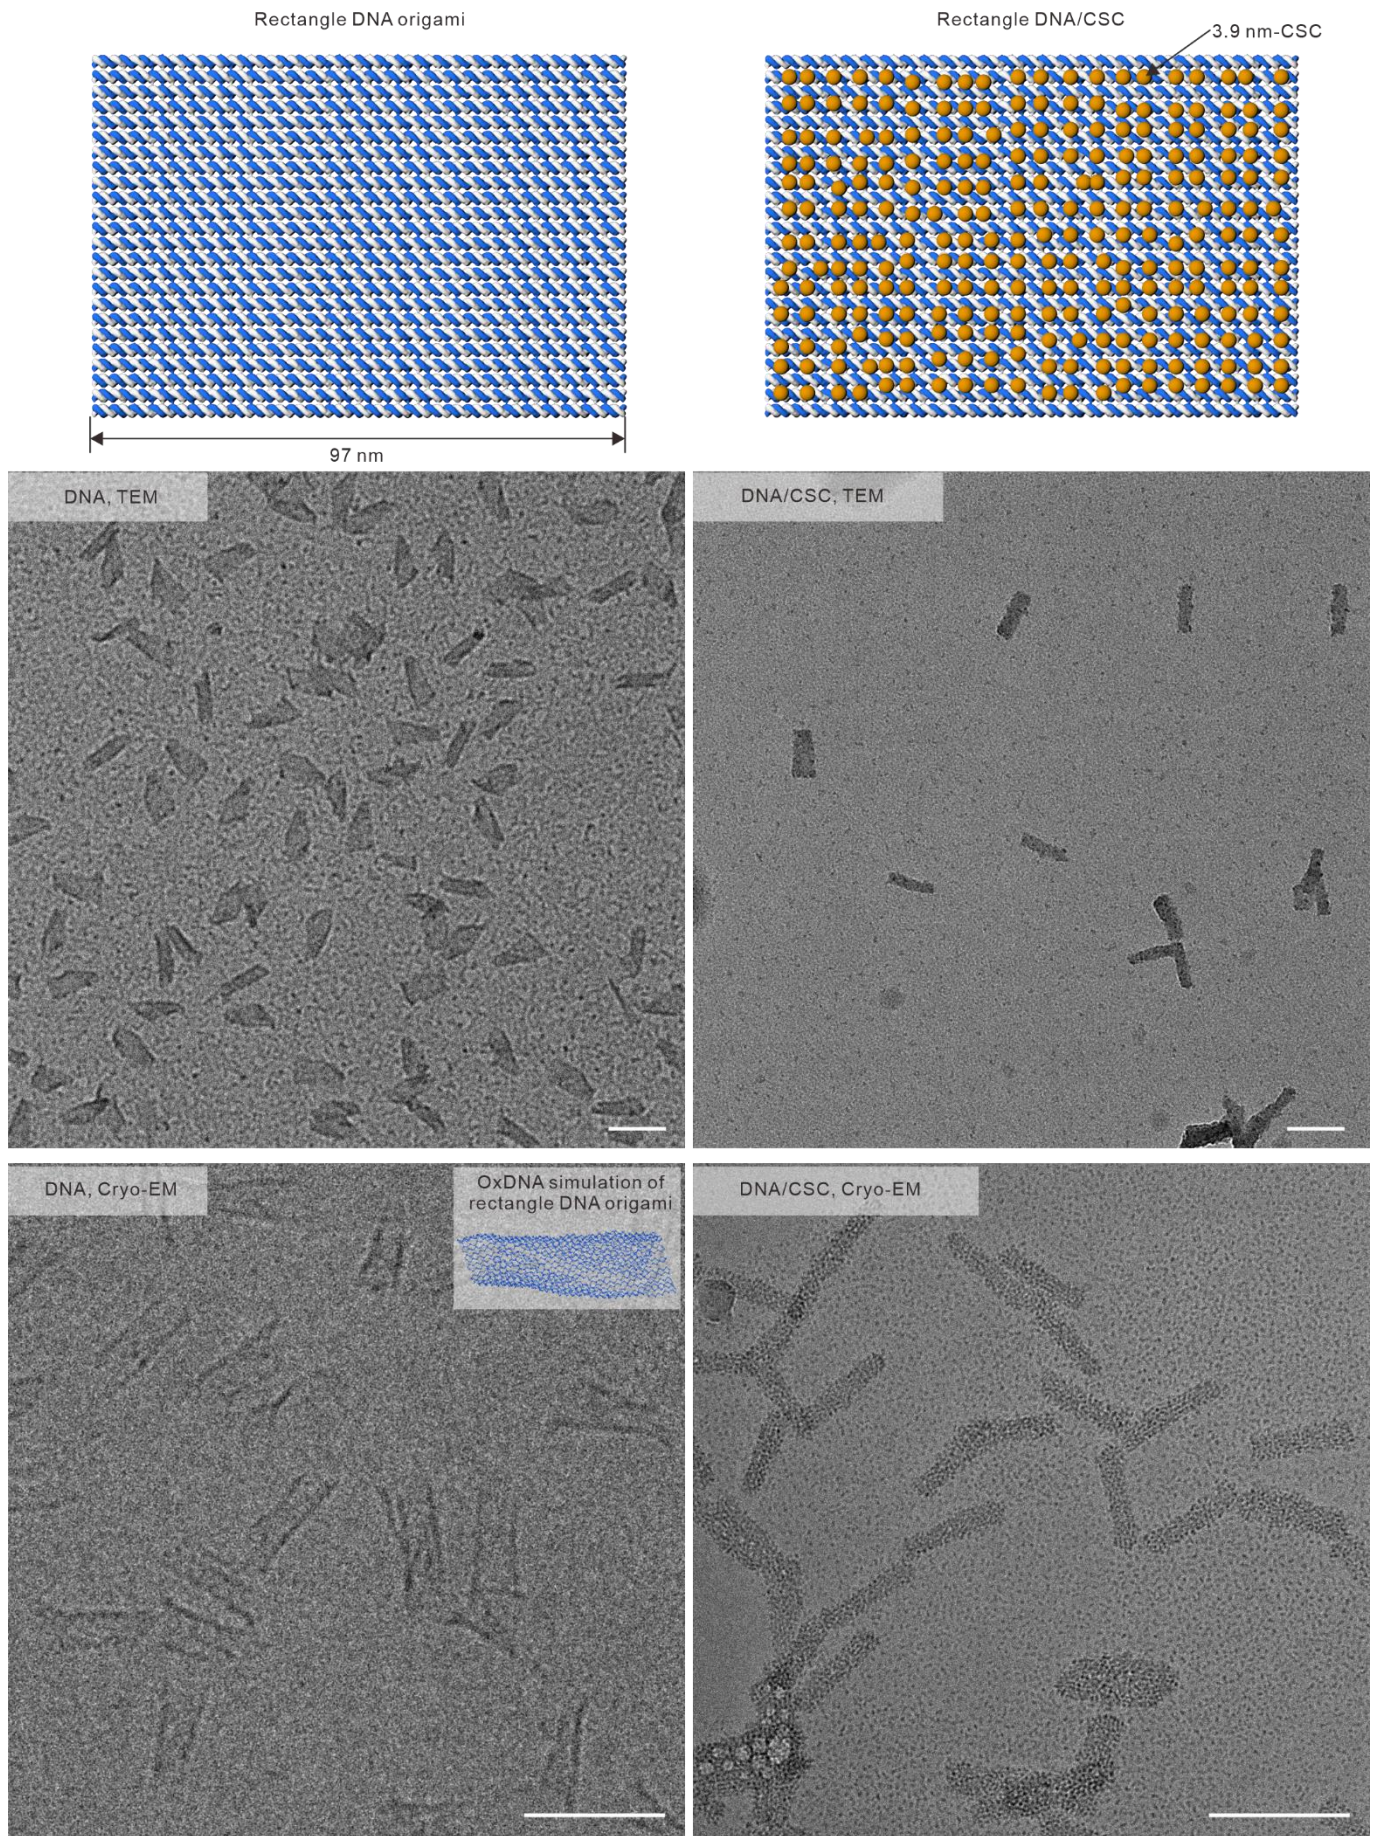 Rectangle DNA origami
Rectangle DNA/CSC
3.9 nm-CSC
97 nm
DNA, TEM
DNA/CSC, TEM
DNA, Cryo-EM
OxDNA simulation of
rectangle DNA origami
DNA/CSC, Cryo-EM